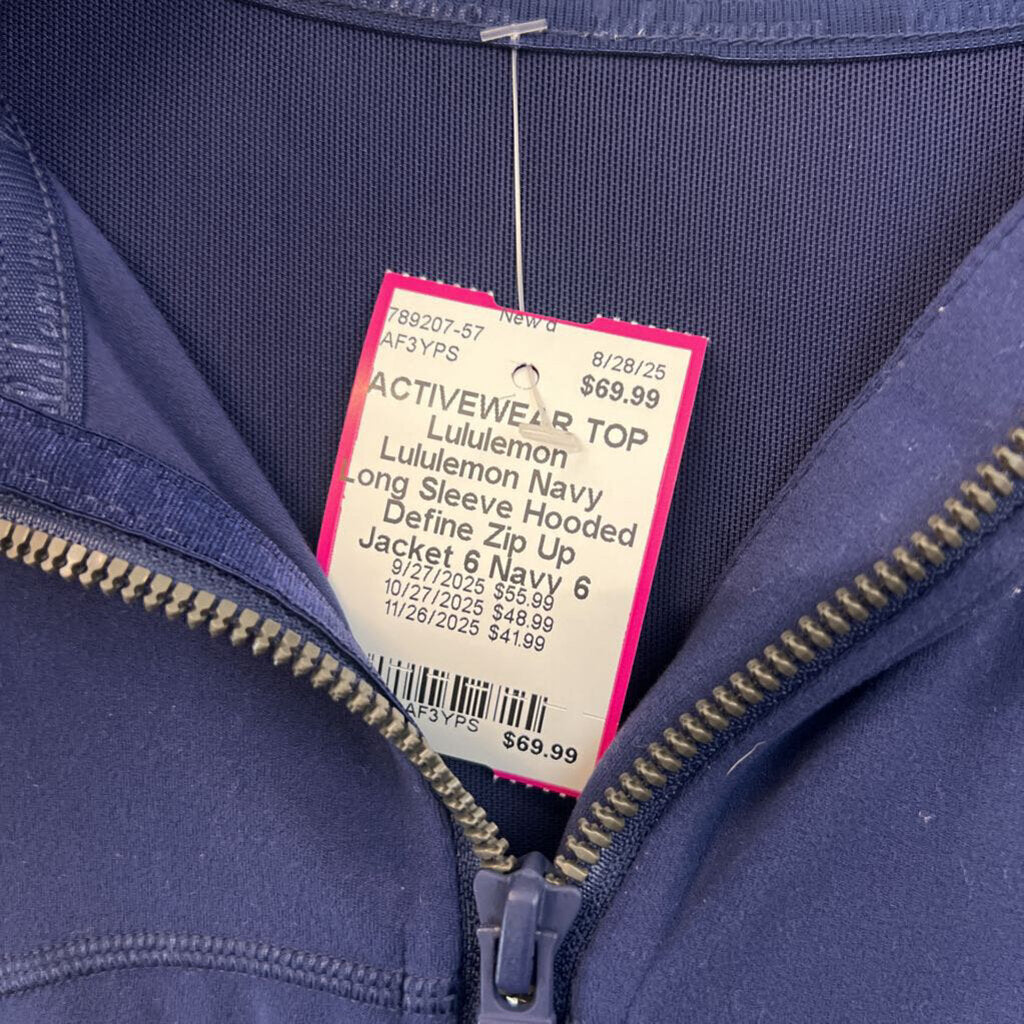 789207-57
New'd
AF3YPS
8/28/25
$69.99
ACTIVEWEAR TOP
Lululemon
Lululemon Navy
Long Sleeve Hooded
Define Zip Up
Jacket 6 Navy 6
9/27/2025 $55.99
10/27/2025 $48.99
11/26/2025 $41.99
AF3YPS
$69.99